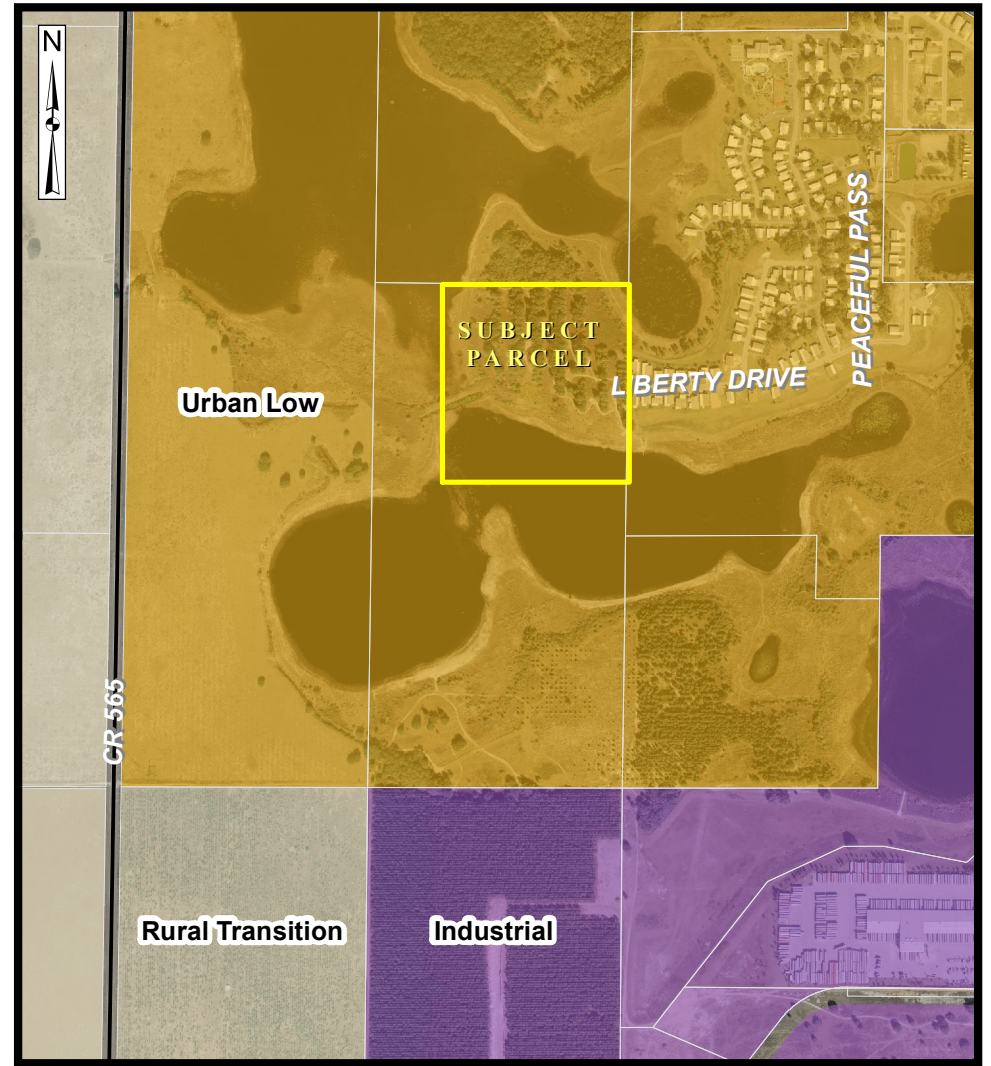 N
SUBJECT
PARCEL
PEACEFUL PASS
LIBERTY DRIVE
Urban Low
CR 565
Rural Transition
Industrial